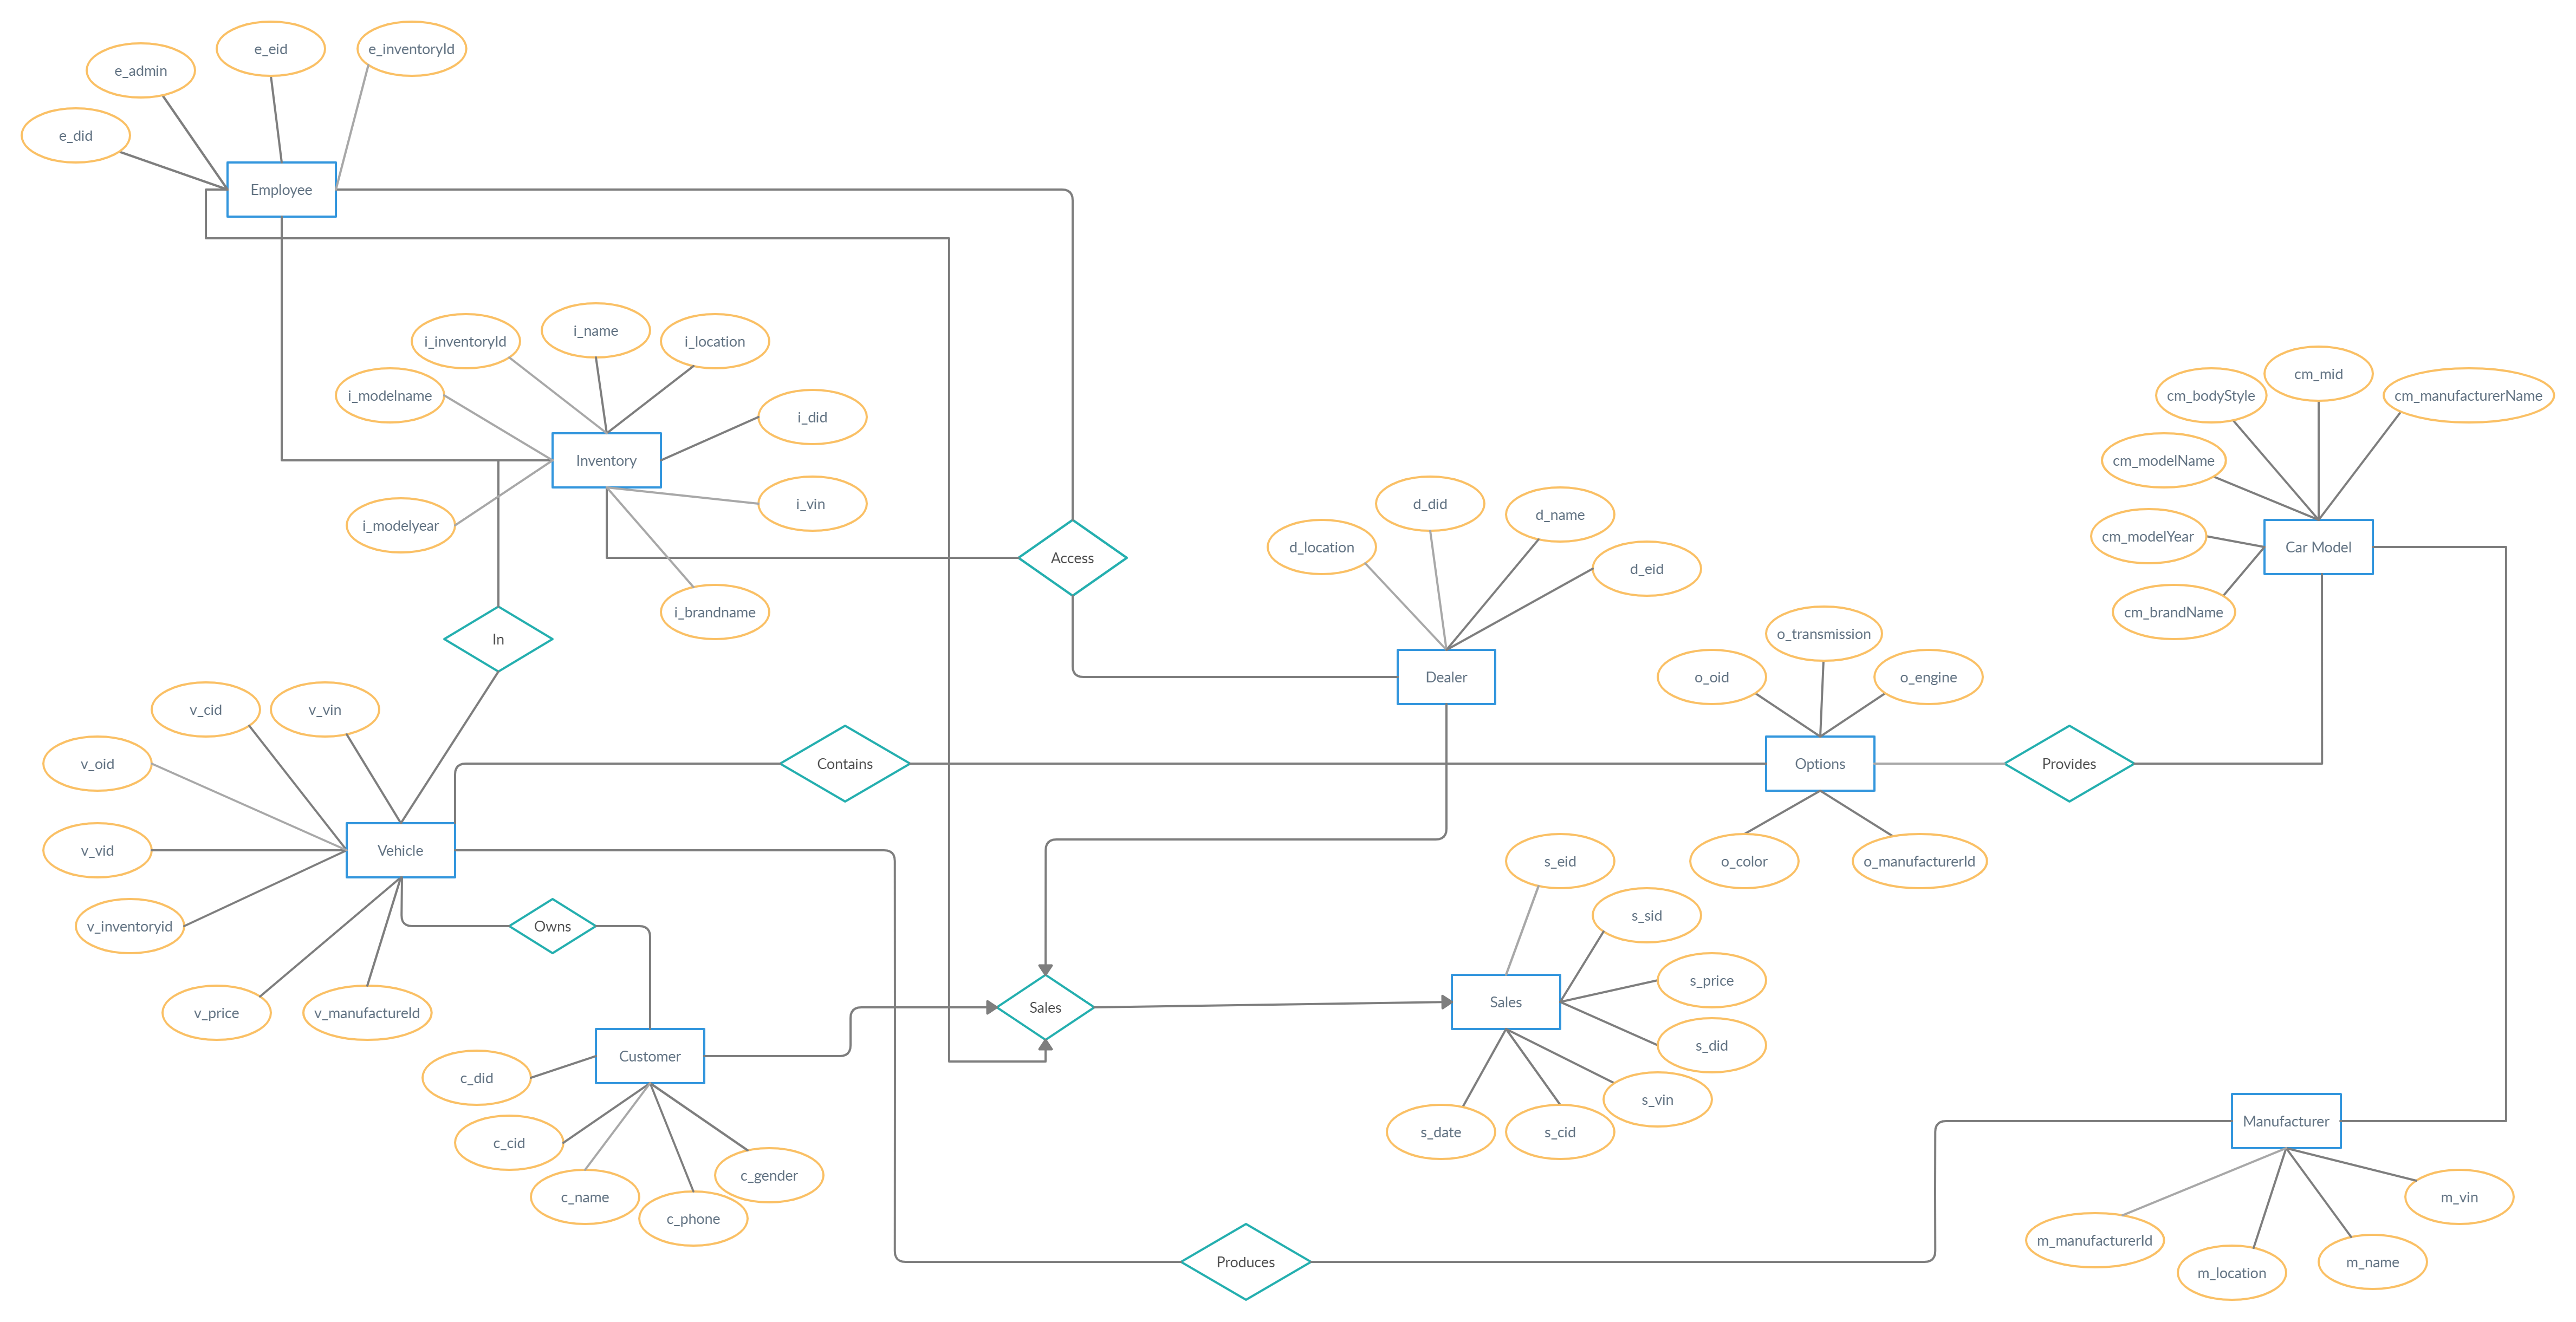 e_eid
e_inventoryId
e_admin
e_did
Employee
i_name
i_inventoryId
i_location
i_modelname
i_did
Inventory
i_vin
i_modelyear
i_brandname
Access
In
d_did
d_name
d_location
d_eid
Dealer
cm_mid
cm_bodyStyle
cm_manufacturerName
cm_modelName
cm_modelYear
Car Model
cm_brandName
o_transmission
o_oid
o_engine
Options
Provides
o_color
o_manufacturerId
Contains
v_cid
v_vin
v_oid
v_vid
Vehicle
v_inventoryid
v_price
v_manufactureId
Owns
Customer
c_did
c_cid
c_name
c_phone
c_gender
Sales
s_eid
s_sid
s_price
Sales
s_did
s_vin
s_date
s_cid
Manufacturer
m_vin
m_manufacturerId
m_location
m_name
Produces